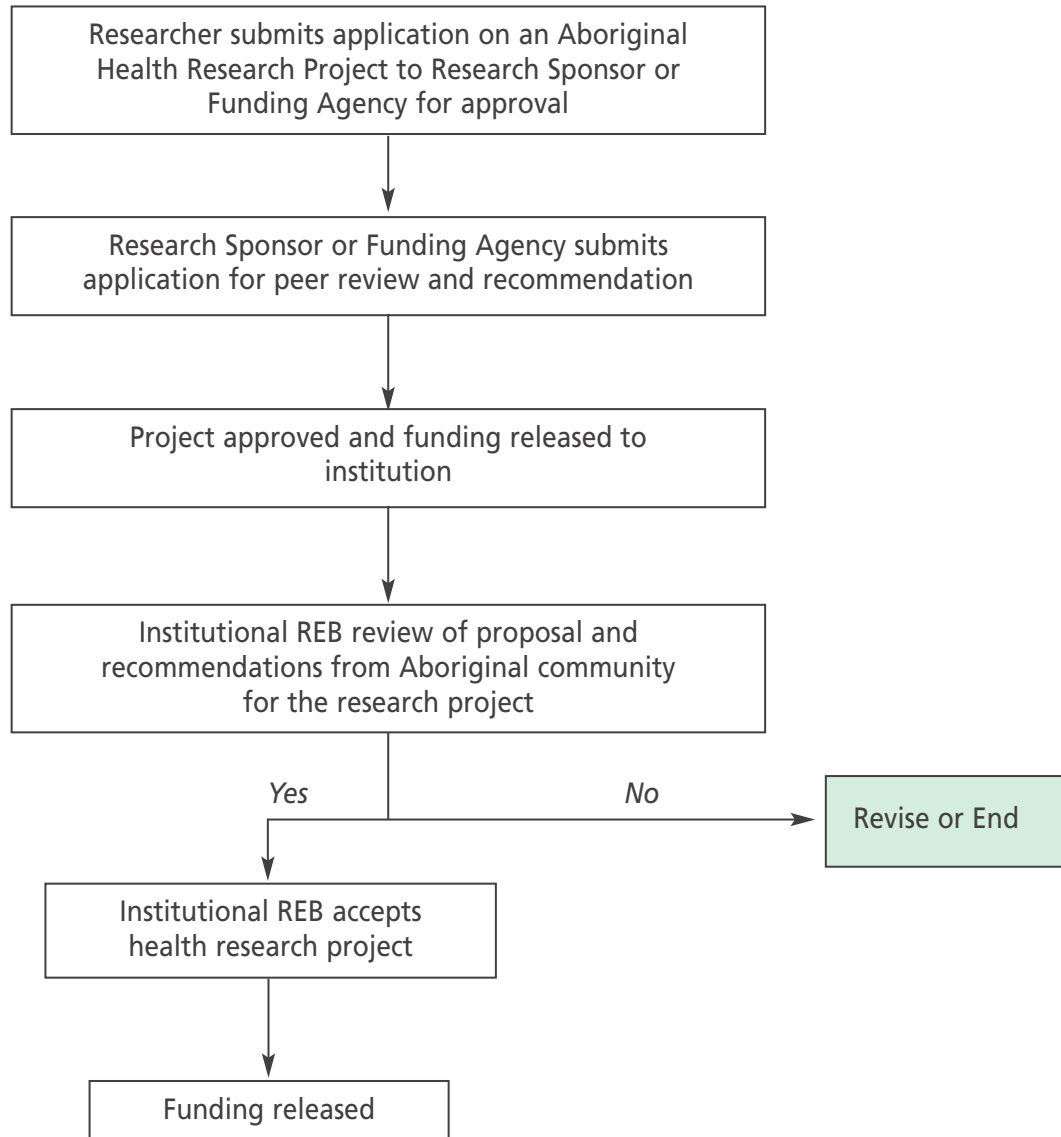 Researcher submits application on an Aboriginal
Health Research Project to Research Sponsor or
Funding Agency for approval
Research Sponsor or Funding Agency submits
application for peer review and recommendation
Project approved and funding released to
institution
Institutional REB review of proposal and
recommendations from Aboriginal community
for the research project
Yes
No
Revise or End
Institutional REB accepts
health research project
Funding released